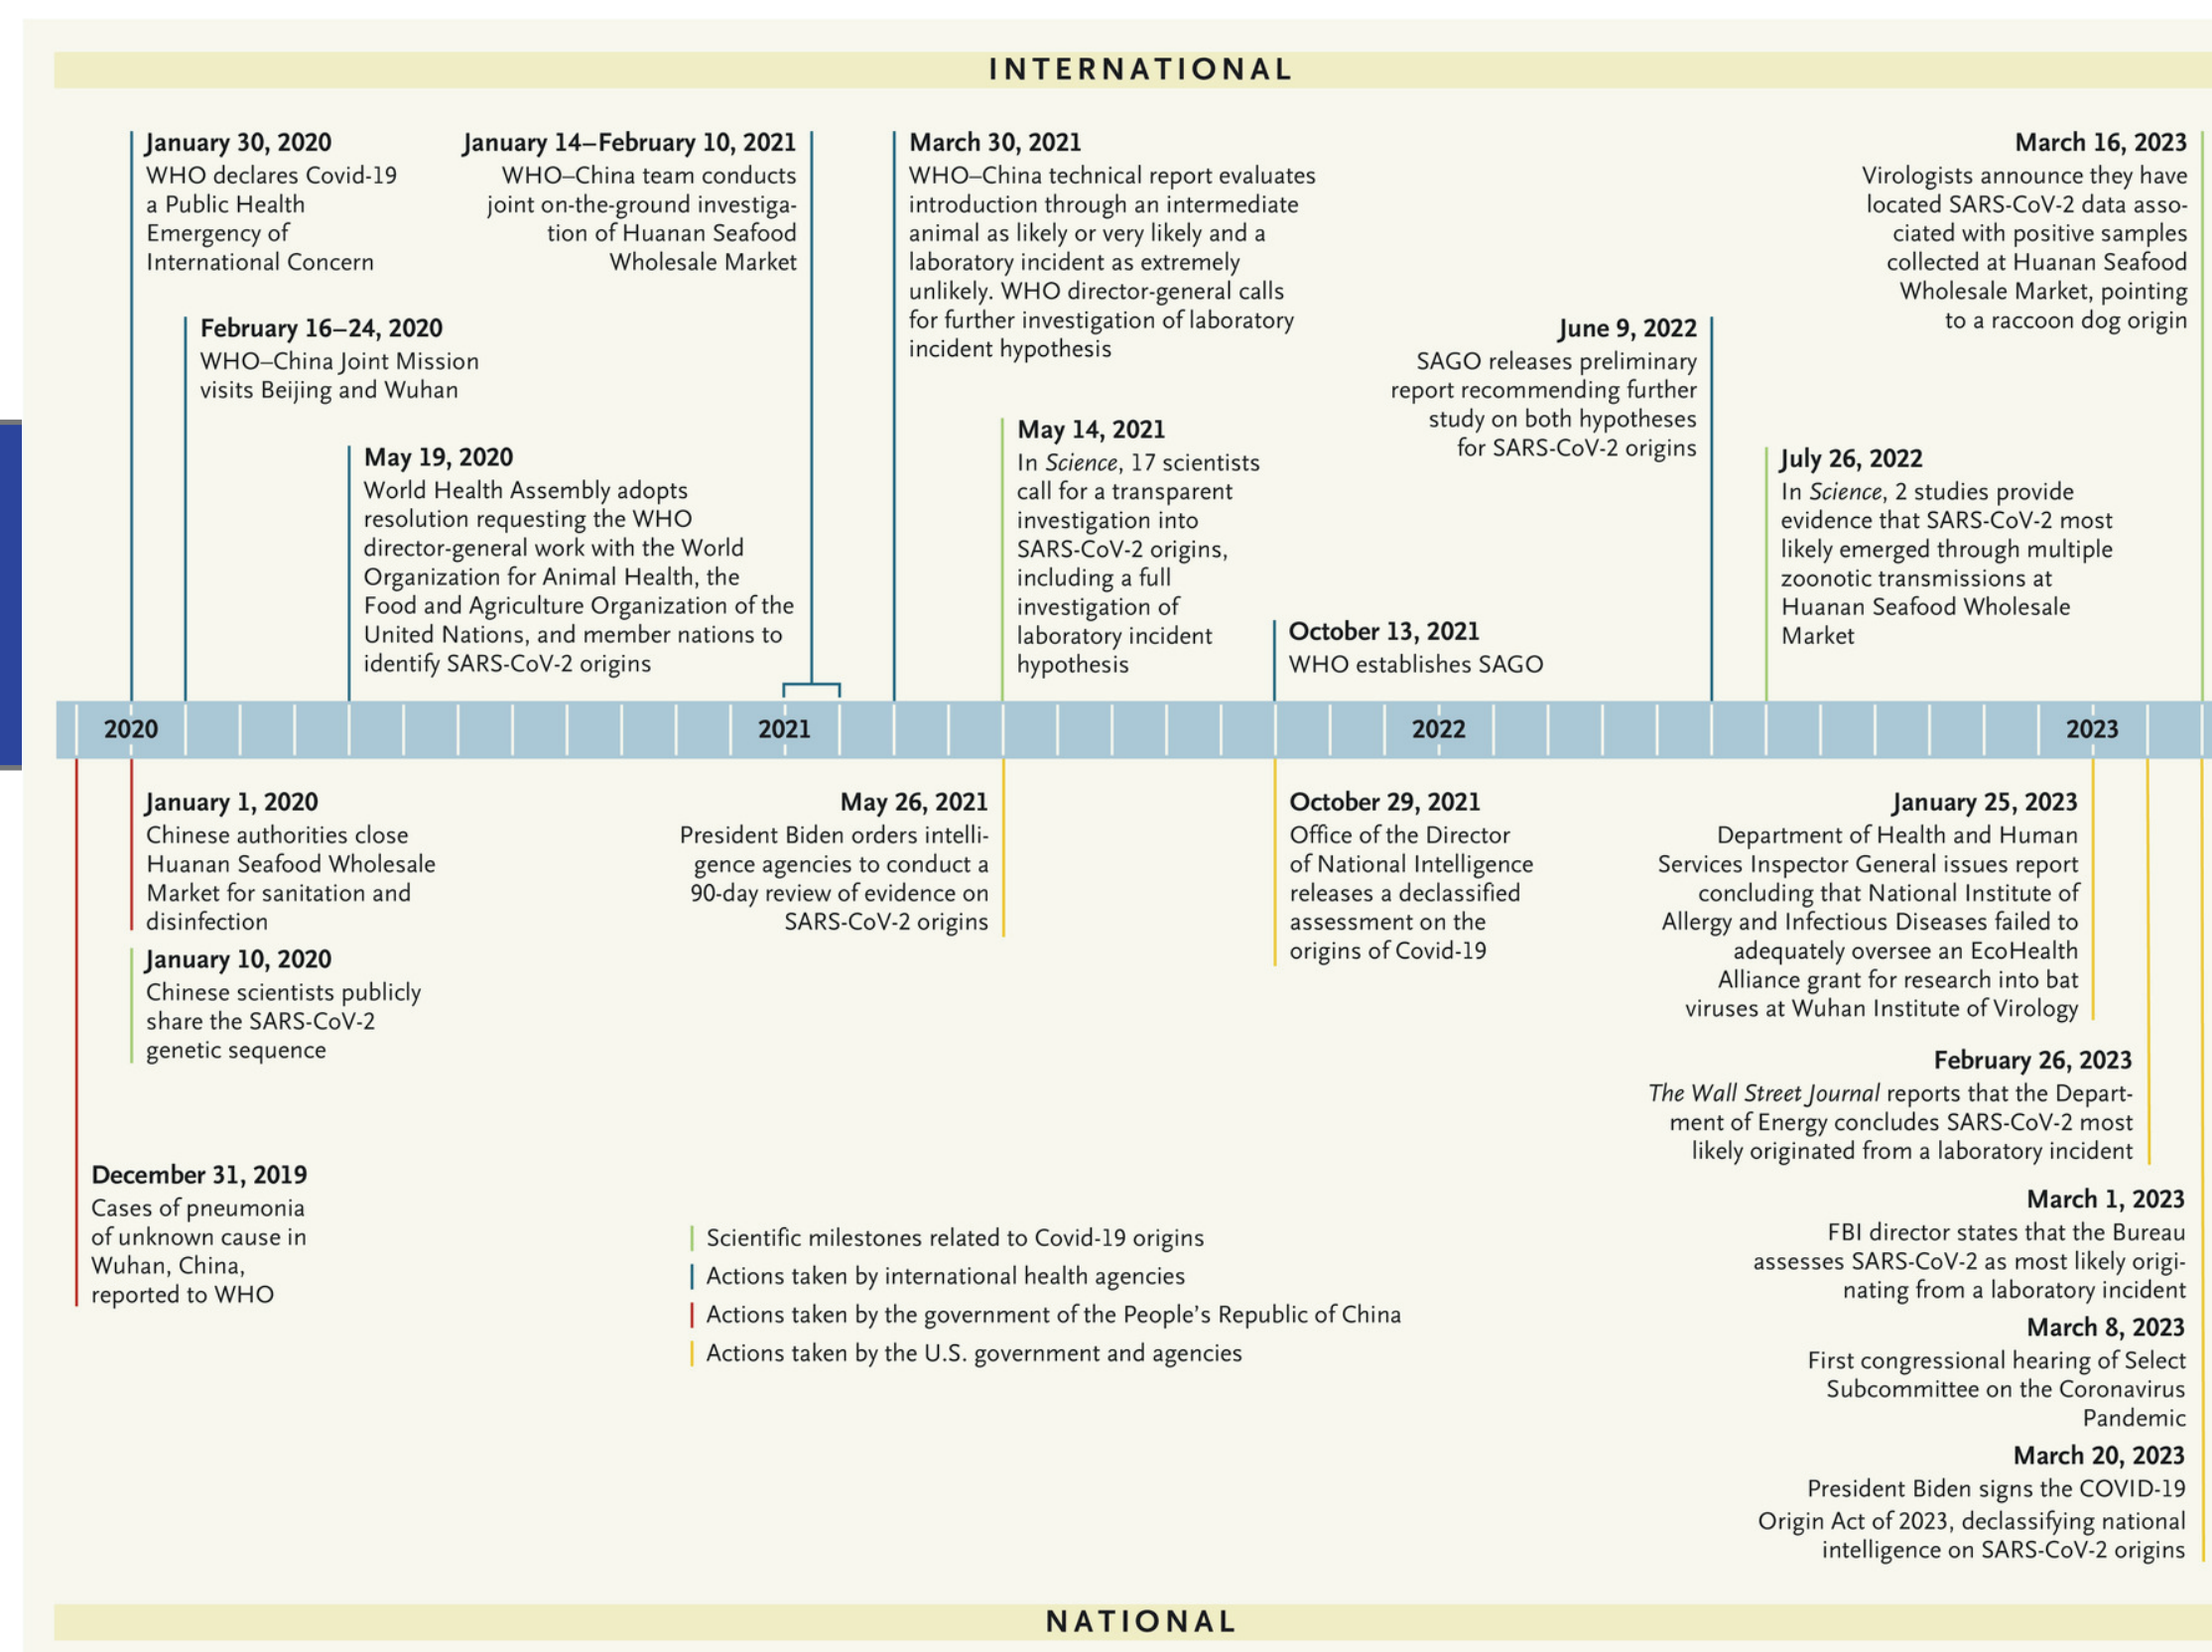 INTERNATIONAL
January 30, 2020
WHO declares Covid-19
a Public Health
Emergency of
International Concern
February 16–24, 2020
WHO–China Joint Mission
visits Beijing and Wuhan
May 19, 2020
World Health Assembly adopts
resolution requesting the WHO
director-general work with the World
Organization for Animal Health, the
Food and Agriculture Organization of the
United Nations, and member nations to
identify SARS-CoV-2 origins
January 14–February 10, 2021
WHO–China team conducts
joint on-the-ground investiga-
tion of Huanan Seafood
Wholesale Market
March 30, 2021
WHO–China technical report evaluates
introduction through an intermediate
animal as likely or very likely and a
laboratory incident as extremely
unlikely. WHO director-general calls
for further investigation of laboratory
incident hypothesis
May 14, 2021
In Science, 17 scientists
call for a transparent
investigation into
SARS-CoV-2 origins,
including a full
investigation of
laboratory incident
hypothesis
October 13, 2021
WHO establishes SAGO
June 9, 2022
SAGO releases preliminary
report recommending further
study on both hypotheses
for SARS-CoV-2 origins
July 26, 2022
In Science, 2 studies provide
evidence that SARS-CoV-2 most
likely emerged through multiple
zoonotic transmissions at
Huanan Seafood Wholesale
Market
March 16, 2023
Virologists announce they have
located SARS-CoV-2 data asso-
ciated with positive samples
collected at Huanan Seafood
Wholesale Market, pointing
to a raccoon dog origin
2020 2021 2022 2023
January 1, 2020
Chinese authorities close
Huanan Seafood Wholesale
Market for sanitation and
disinfection
January 10, 2020
Chinese scientists publicly
share the SARS-CoV-2
genetic sequence
December 31, 2019
Cases of pneumonia
of unknown cause in
Wuhan, China,
reported to WHO
May 26, 2021
President Biden orders intelli-
gence agencies to conduct a
90-day review of evidence on
SARS-CoV-2 origins
October 29, 2021
Office of the Director
of National Intelligence
releases a declassified
assessment on the
origins of Covid-19
January 25, 2023
Department of Health and Human
Services Inspector General issues report
concluding that National Institute of
Allergy and Infectious Diseases failed to
adequately oversee an EcoHealth
Alliance grant for research into bat
viruses at Wuhan Institute of Virology
February 26, 2023
The Wall Street Journal reports that the Depart-
ment of Energy concludes SARS-CoV-2 most
likely originated from a laboratory incident
March 1, 2023
FBI director states that the Bureau
assesses SARS-CoV-2 as most likely origi-
nating from a laboratory incident
March 8, 2023
First congressional hearing of Select
Subcommittee on the Coronavirus
Pandemic
March 20, 2023
President Biden signs the COVID-19
Origin Act of 2023, declassifying national
intelligence on SARS-CoV-2 origins
Scientific milestones related to Covid-19 origins
Actions taken by international health agencies
Actions taken by the government of the People's Republic of China
Actions taken by the U.S. government and agencies
NATIONAL